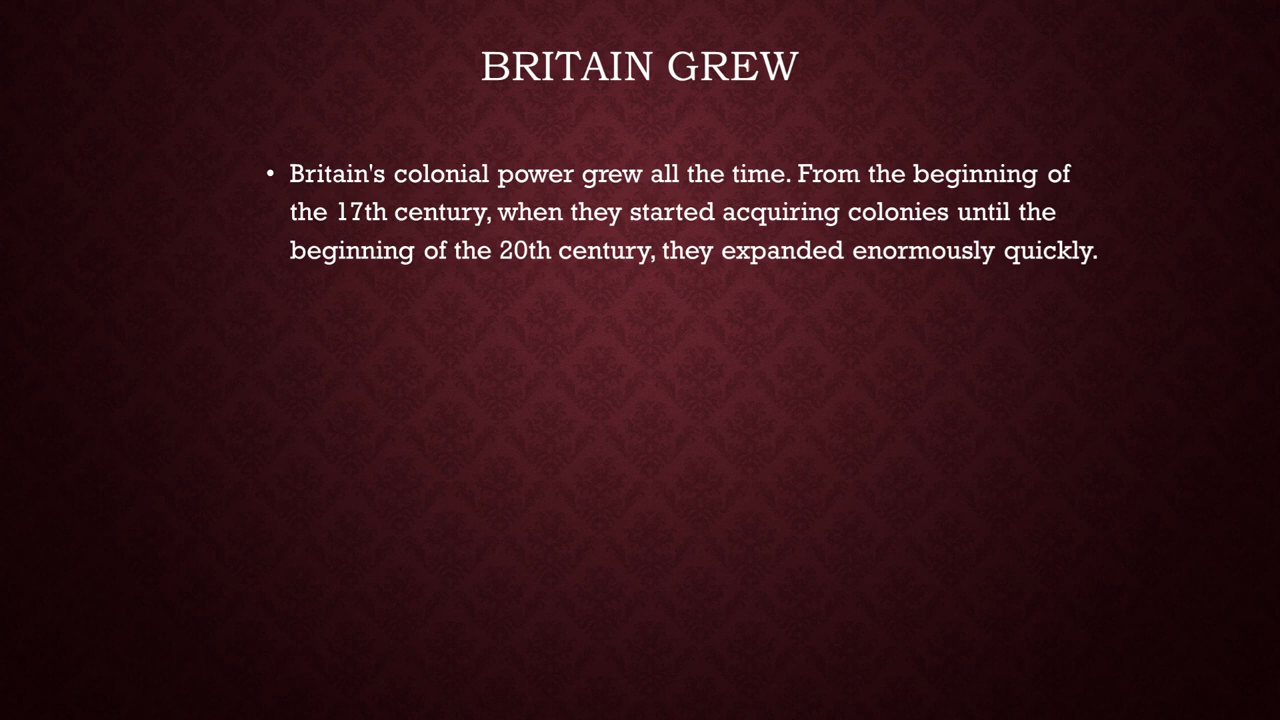 BRITAIN GREW
• Britain's colonial power grew all the time. From the beginning of
the 17th century, when they started acquiring colonies until the
beginning of the 20th century, they expanded enormously quickly.